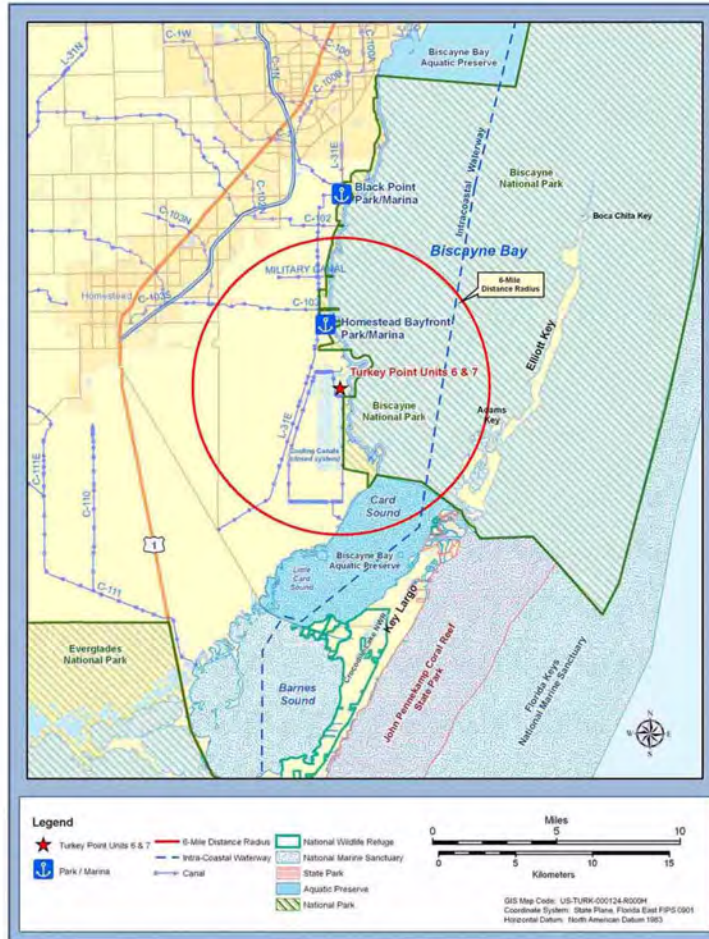 L-31N
C-1W
C-1N
C-100
C-100A
C-100B
Biscayne Bay
Aquatic Preserve
L-31E
Intracoastal Waterway
Biscayne
National Park
Black Point
Park/Marina
Boca Chita Key
C-103N
C-102N
C-102
Biscayne Bay
MILITARY CANAL
6-Mile
Distance Radius
Homestead
C-103S
C-103
Homestead Bayfront
Park/Marina
Elliott Key
Turkey Point Units 6 & 7
Biscayne
National Park
Adams
Key
L-31E
Cooling Canals
(closed system)
C-111E
C-110
Card
Sound
1
Biscayne Bay
Aquatic Preserve
Little
Card
Sound
C-111
Key Largo
Crocodile Lake NWR
Everglades
National Park
Barnes
Sound
John Pennekamp Coral Reef
State Park
Florida Keys
National Marine Sanctuary
N
W E
S
Legend
Turkey Point Units 6 & 7
Park / Marina
6-Mile Distance Radius
Intra-Coastal Waterway
Canal
National Wildlife Refuge
National Marine Sanctuary
State Park
Aquatic Preserve
National Park
Miles
0 5 10
0 5 10 15
Kilometers
GIS Map Code: US-TURK-000124-R000H
Coordinate System: State Plane, Florida East FIPS 0901
Horizontal Datum: North American Datum 1983